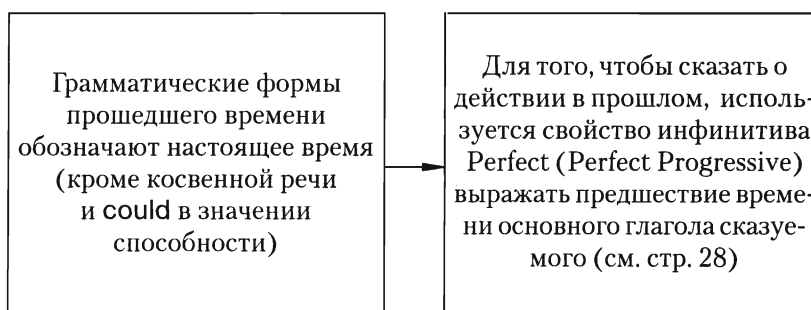 Грамматические формы
прошедшего времени
обозначают настоящее время
(кроме косвенной речи
и could в значении
способности)
Для того, чтобы сказать о
действии в прошлом, исполь-
зуется свойство инфинитива
Perfect (Perfect Progressive)
выражать предшествие време-
ни основного глагола сказуе-
мого (см. стр. 28)